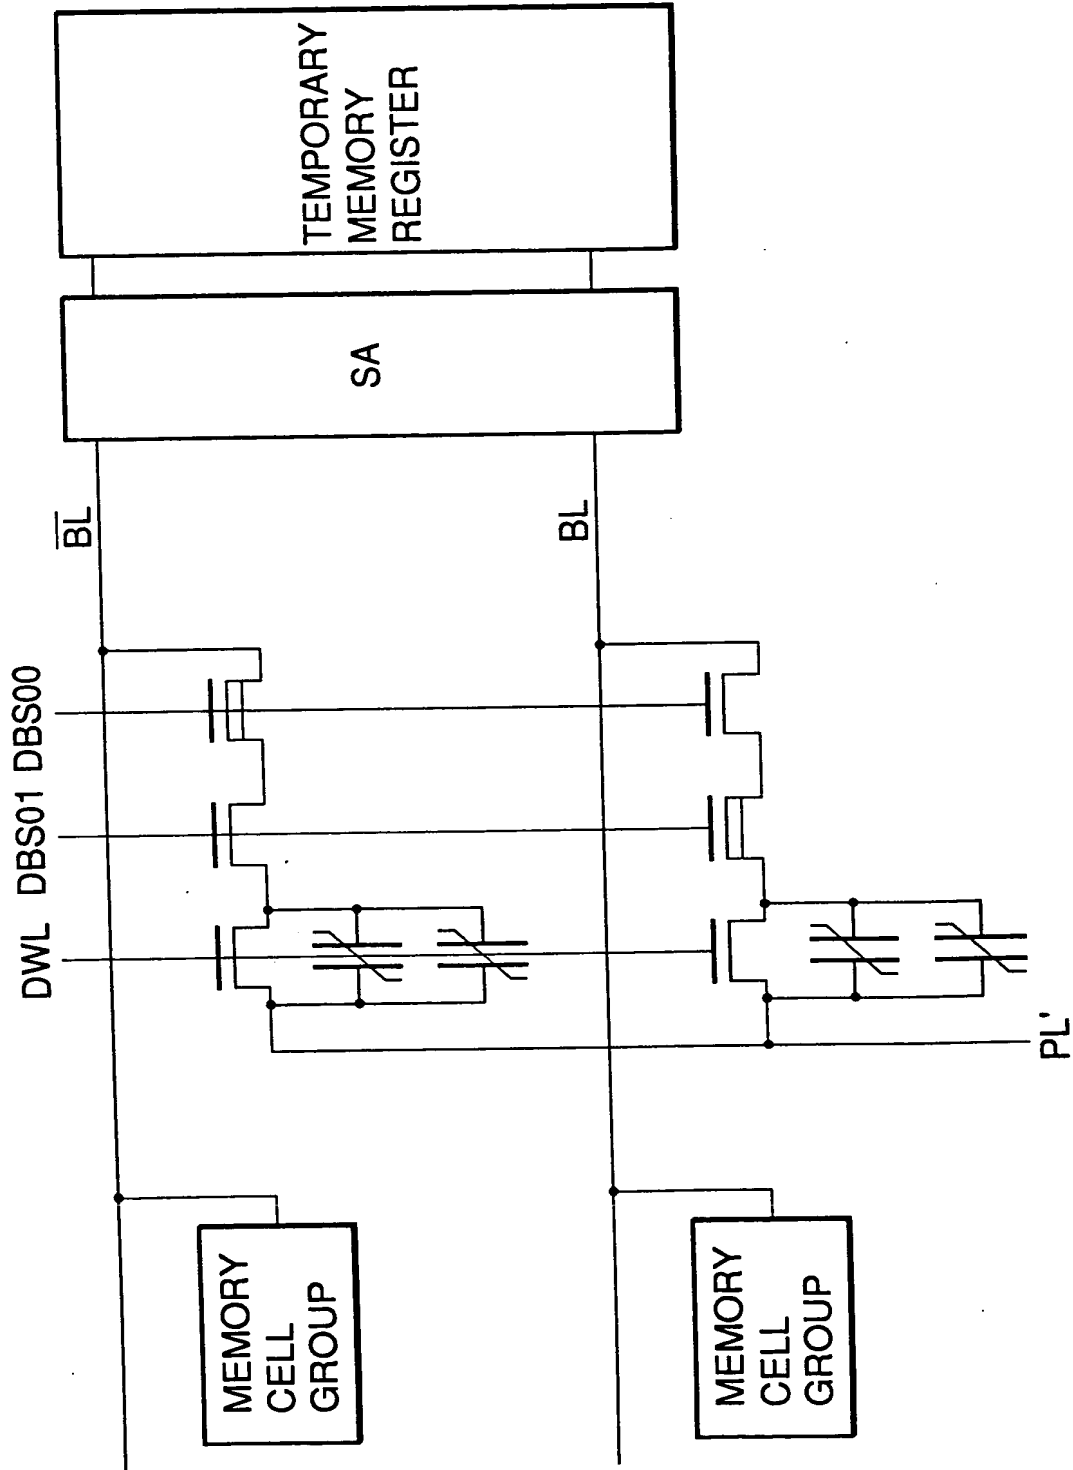 MEMORY
CELL
GROUP
DWL DBS01 DBS00
BL
SA
TEMPORARY
MEMORY
REGISTER
MEMORY
CELL
GROUP
BL
PL'